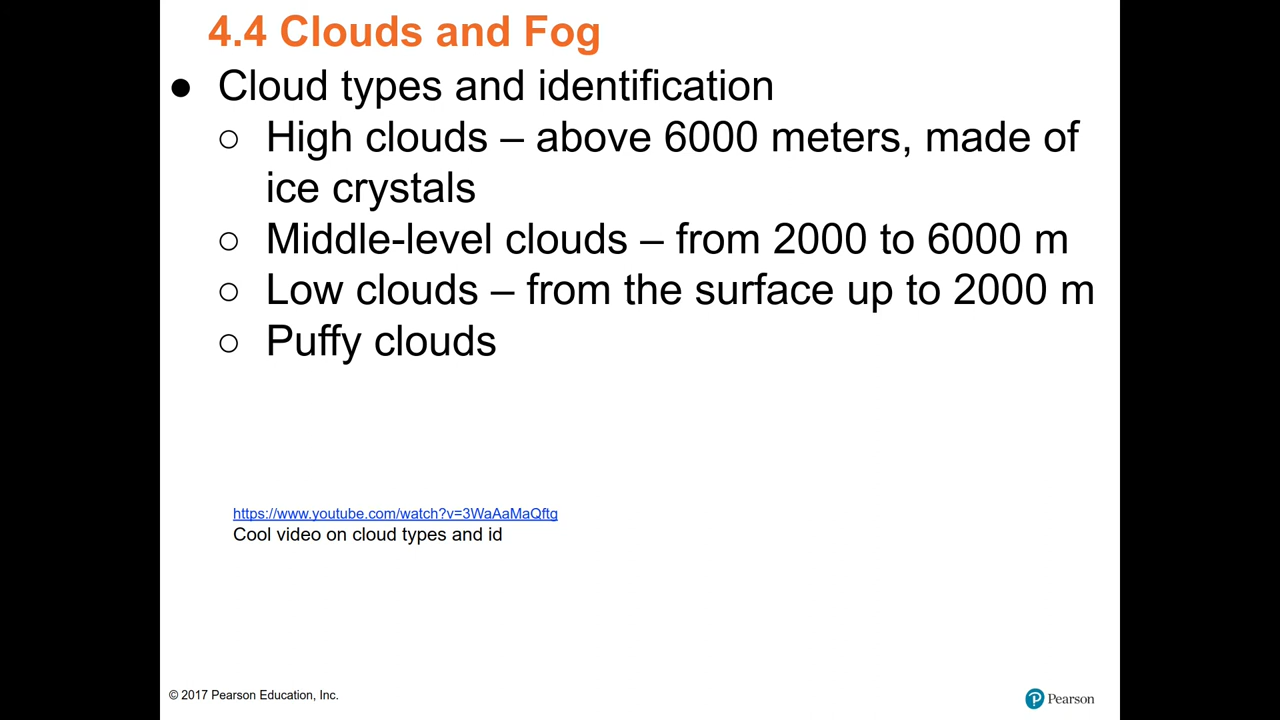 4.4 Clouds and Fog
● Cloud types and identification
○ High clouds – above 6000 meters, made of
ice crystals
○ Middle-level clouds – from 2000 to 6000 m
○ Low clouds – from the surface up to 2000 m
○ Puffy clouds
https://www.youtube.com/watch?v=3WaAaMaQftg
Cool video on cloud types and id
© 2017 Pearson Education, Inc.
P Pearson